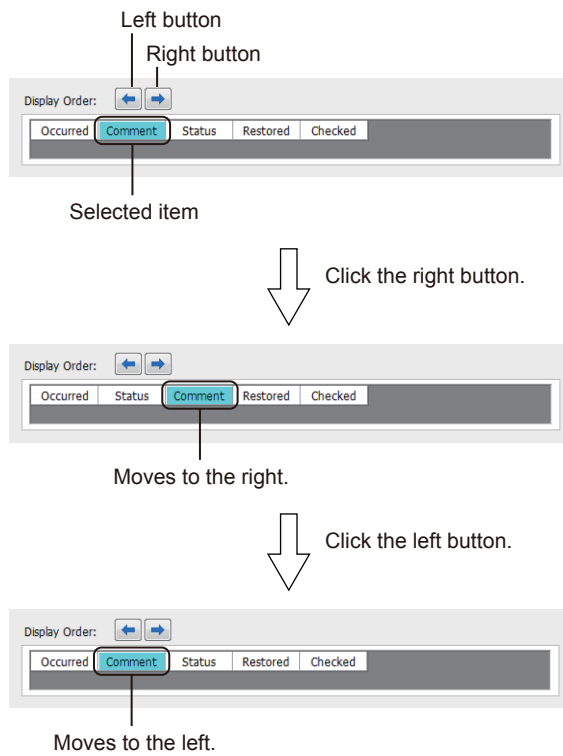 Left button
Right button
Display Order:
Occurred Comment Status Restored Checked
Selected item
Click the right button.
Display Order:
Occurred Status Comment Restored Checked
Moves to the right.
Click the left button.
Display Order:
Occurred Comment Status Restored Checked
Moves to the left.